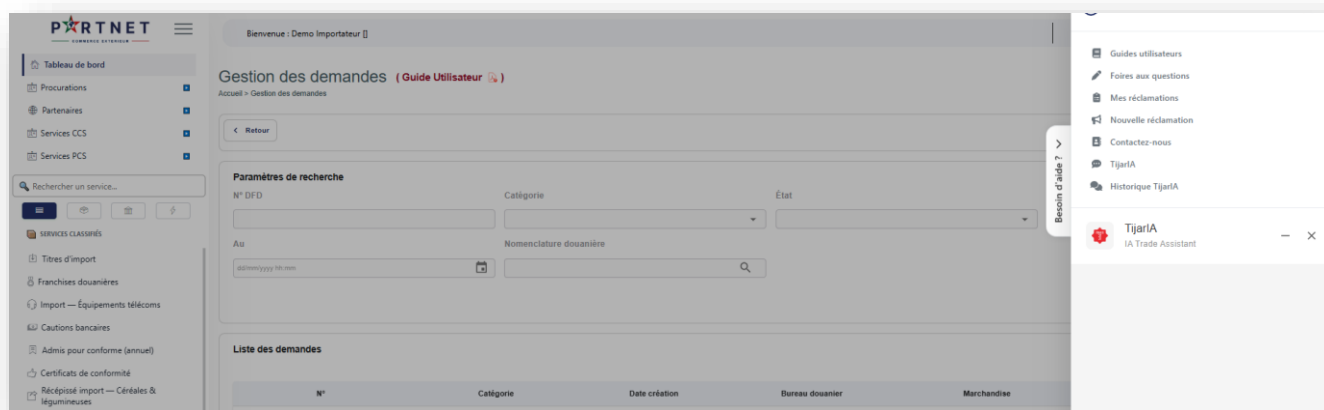 PORTNET
COMMERCE EXTERIEUR
Bienvenue : Demo Importateur []
Tableau de bord
Procurations
Partenaires
Services CCS
Services PCS
Rechercher un service...
SERVICES CLASSIFIÉS
Titres d'import
Franchises douanières
Import — Équipements télécoms
Cautions bancaires
Admis pour conforme (annuel)
Certificats de conformité
Récépissé import — Céréales &
légumineuses
Gestion des demandes ( Guide Utilisateur )
Accueil > Gestion des demandes
Retour
Paramètres de recherche
N° DFD Catégorie État
Au Nomenclature douanière
dd/mm/yyyy hh:mm
Liste des demandes
N° Catégorie Date création Bureau douanier Marchandise
Besoin d'aide ?
Guides utilisateurs
Foires aux questions
Mes réclamations
Nouvelle réclamation
Contactez-nous
TijarIA
Historique TijarIA
TijarIA
IA Trade Assistant